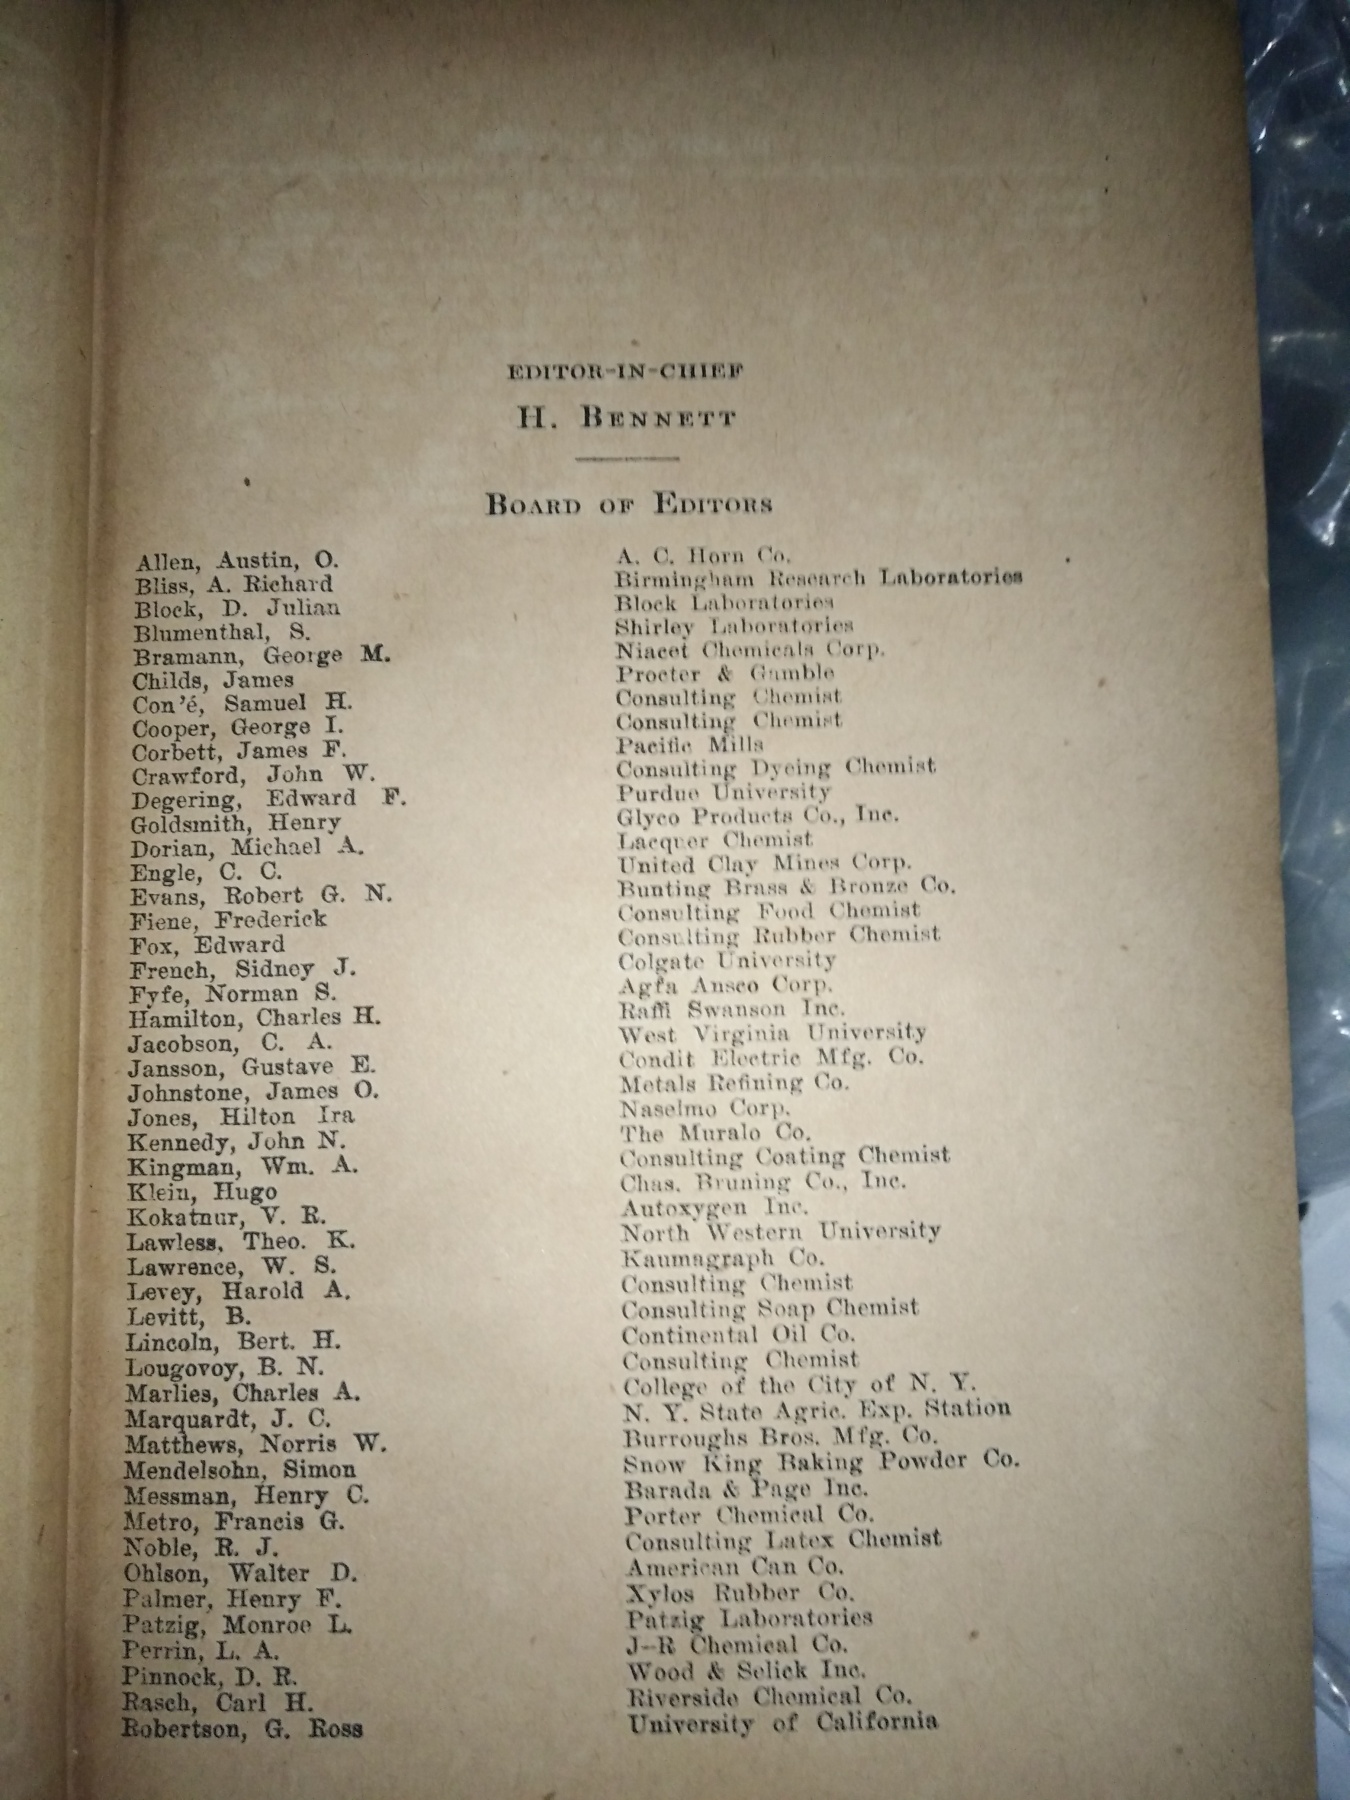 EDITOR-IN-CHIEF
H. BENNETT
BOARD OF EDITORS
Allen, Austin, O. A. C. Horn Co.
Bliss, A. Richard Birmingham Research Laboratories
Block, D. Julian Block Laboratories
Blumenthal, S. Shirley Laboratories
Bramann, George M. Niacet Chemicals Corp.
Childs, James Procter & Gamble
Con'é, Samuel H. Consulting Chemist
Cooper, George I. Consulting Chemist
Corbett, James F. Pacific Mills
Crawford, John W. Consulting Dyeing Chemist
Degering, Edward F. Purdue University
Goldsmith, Henry Glyco Products Co., Inc.
Dorian, Michael A. Lacquer Chemist
Engle, C. C. United Clay Mines Corp.
Evans, Robert G. N. Bunting Brass & Bronze Co.
Fiene, Frederick Consulting Food Chemist
Fox, Edward Consulting Rubber Chemist
French, Sidney J. Colgate University
Fyfe, Norman S. Agfa Ansco Corp.
Hamilton, Charles H. Raffi Swanson Inc.
Jacobson, C. A. West Virginia University
Jansson, Gustave E. Condit Electric Mfg. Co.
Johnstone, James O. Metals Refining Co.
Jones, Hilton Ira Naselmo Corp.
Kennedy, John N. The Muralo Co.
Kingman, Wm. A. Consulting Coating Chemist
Klein, Hugo Chas. Bruning Co., Inc.
Kokatnur, V. R. Autoxygen Inc.
Lawless, Theo. K. North Western University
Lawrence, W. S. Kaumagraph Co.
Levey, Harold A. Consulting Chemist
Levitt, B. Consulting Soap Chemist
Lincoln, Bert. H. Continental Oil Co.
Lougovoy, B. N. Consulting Chemist
Marlies, Charles A. College of the City of N. Y.
Marquardt, J. C. N. Y. State Agric. Exp. Station
Matthews, Norris W. Burroughs Bros. Mfg. Co.
Mendelsohn, Simon Snow King Baking Powder Co.
Messman, Henry C. Barada & Page Inc.
Metro, Francis G. Porter Chemical Co.
Noble, R. J. Consulting Latex Chemist
Ohlson, Walter D. American Can Co.
Palmer, Henry F. Xylos Rubber Co.
Patzig, Monroe L. Patzig Laboratories
Perrin, L. A. J-R Chemical Co.
Pinnock, D. R. Wood & Selick Inc.
Rasch, Carl H. Riverside Chemical Co.
Robertson, G. Ross University of California